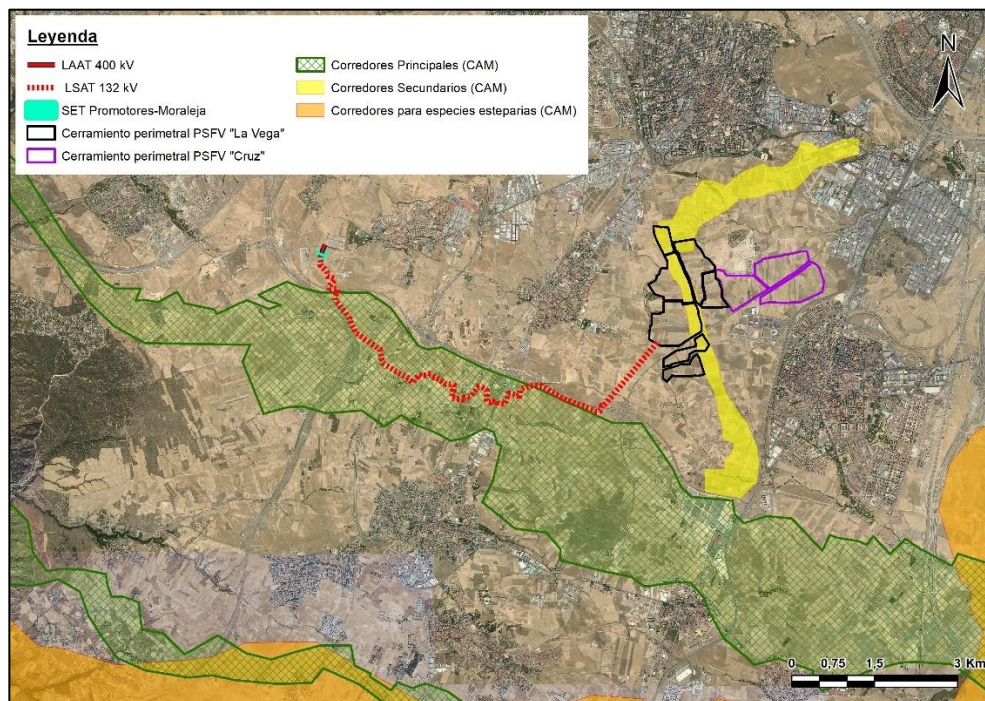 Leyenda
LAAT 400 kV
LSAT 132 kV
SET Promotores-Moraleja
Cerramiento perimetral PSFV "La Vega"
Cerramiento perimetral PSFV "Cruz"
Corredores Principales (CAM)
Corredores Secundarios (CAM)
Corredores para especies esteparias (CAM)
N
0 0,75 1,5 3 Km